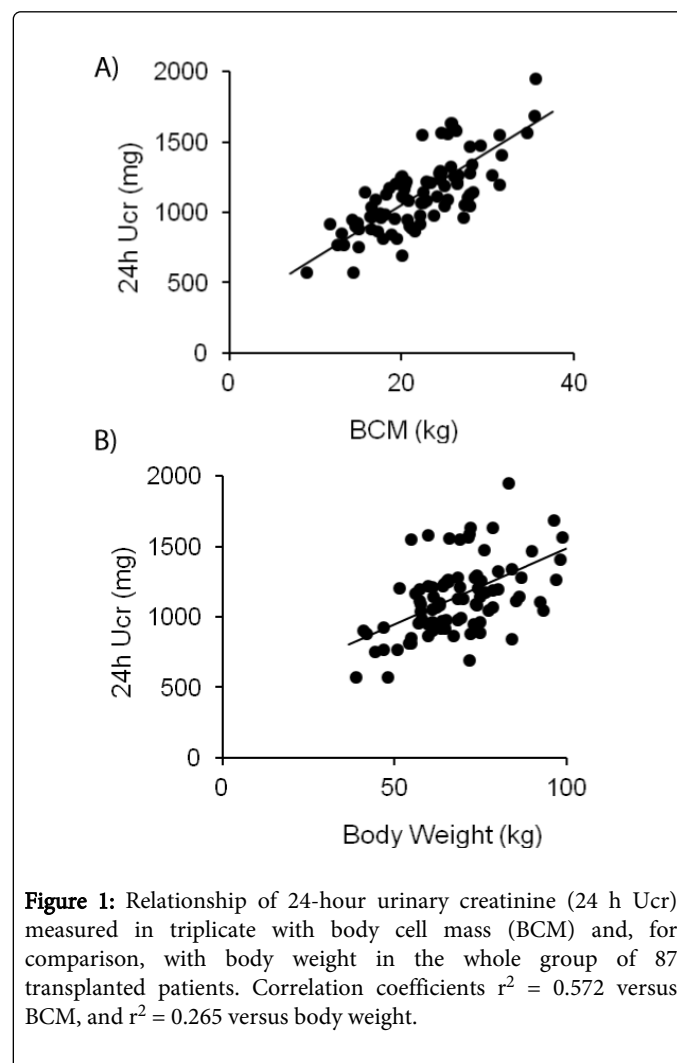 A)
2000
1500
1000
500
0
24h Ucr (mg)
0 20 40
BCM (kg)
B)
2000
1500
1000
500
0
24h Ucr (mg)
0 50 100
Body Weight (kg)
Figure 1: Relationship of 24-hour urinary creatinine (24 h Ucr)
measured in triplicate with body cell mass (BCM) and, for
comparison, with body weight in the whole group of 87
transplanted patients. Correlation coefficients r² = 0.572 versus
BCM, and r² = 0.265 versus body weight.